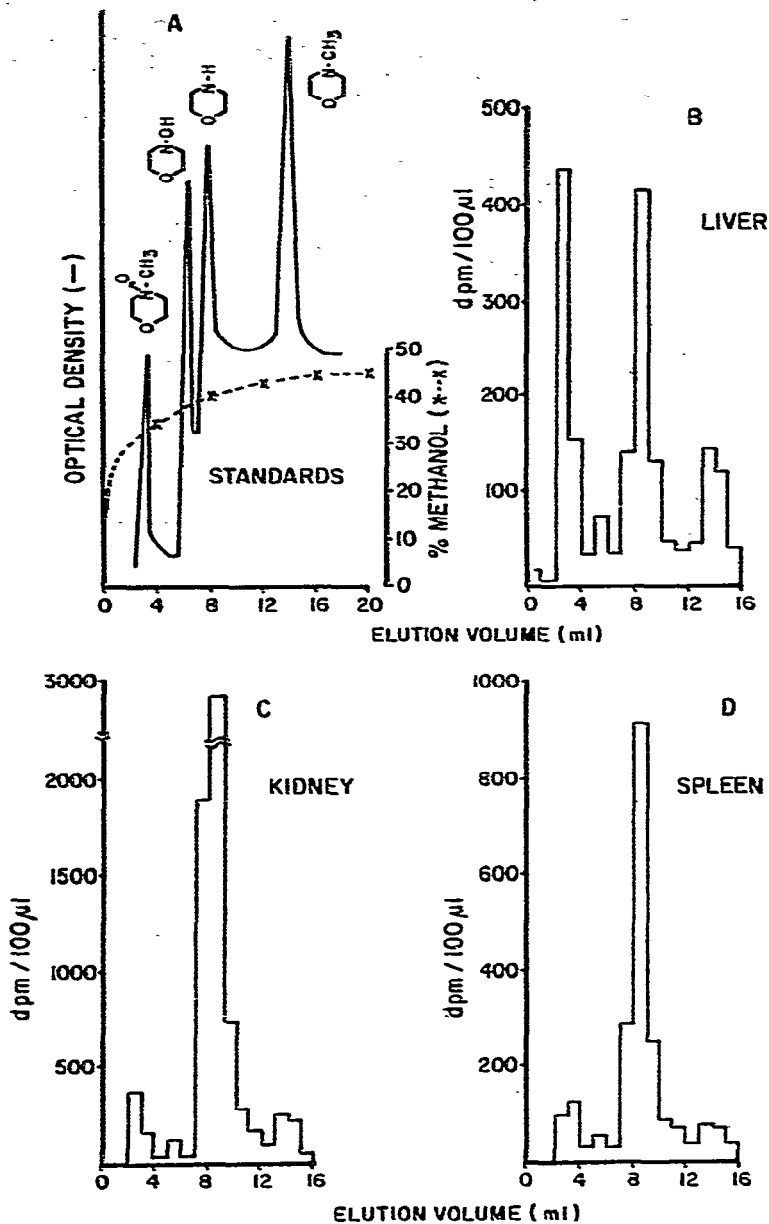 A
N-H
O
N-CH3
O
N-OH
O
O
N-CH3
O
OPTICAL DENSITY (—)
STANDARDS
50
40
30
20
10
0
% METHANOL (x--x)
0 4 8 12 16 20
B
LIVER
500
400
300
200
100
dpm/100μl
0 4 8 12 16
ELUTION VOLUME (ml)
C
KIDNEY
3000
2000
1500
1000
500
dpm/100μl
0 4 8 12 16
D
SPLEEN
1000
800
600
400
200
dpm/100μl
0 4 8 12 16
ELUTION VOLUME (ml)